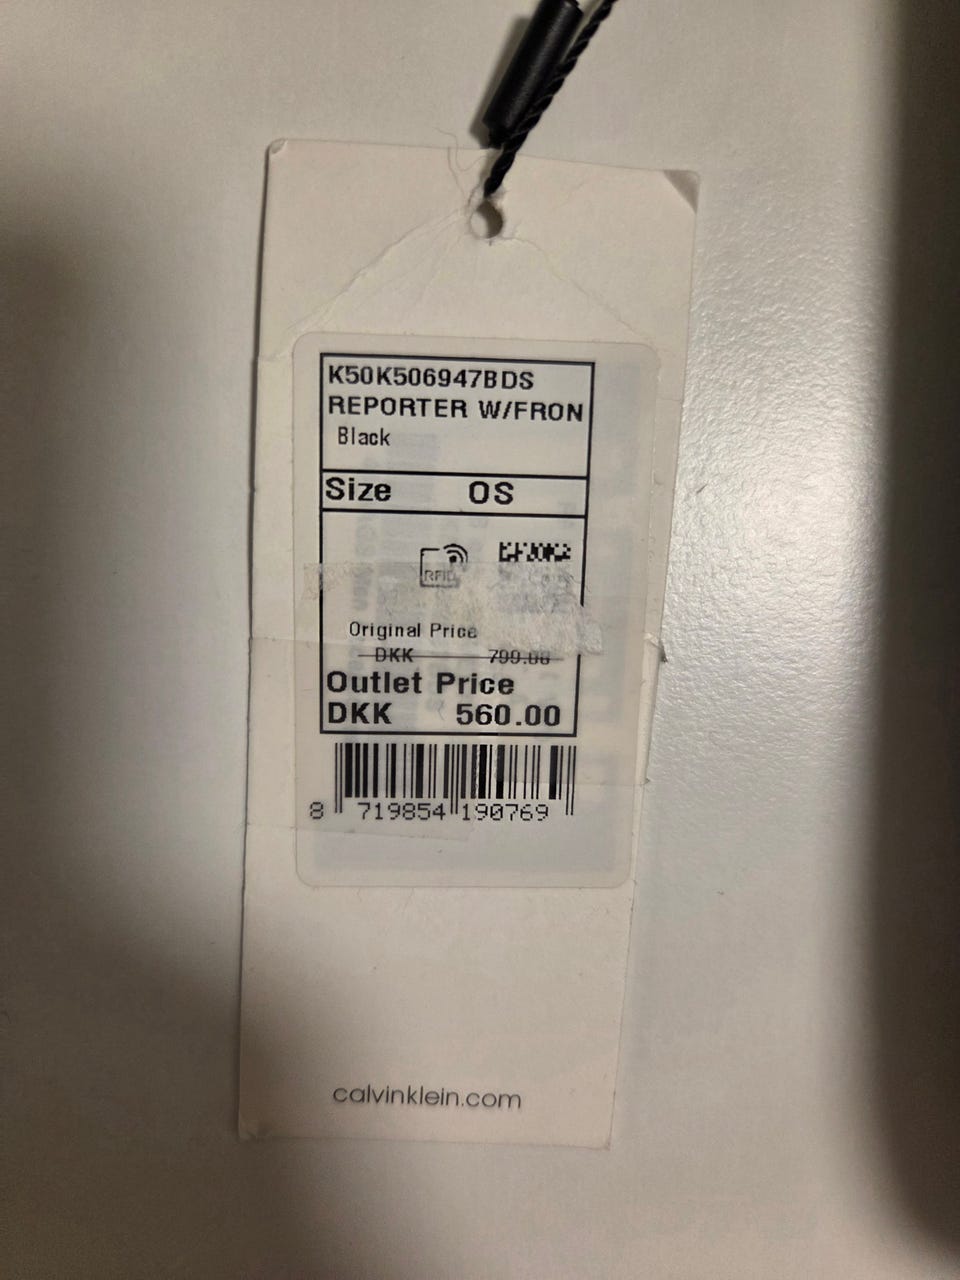 K50K506947BDS
REPORTER W/FRON
Black
Size OS
RFID
Original Price
DKK 799.00
Outlet Price
DKK 560.00
8 719854 190769
calvinklein.com